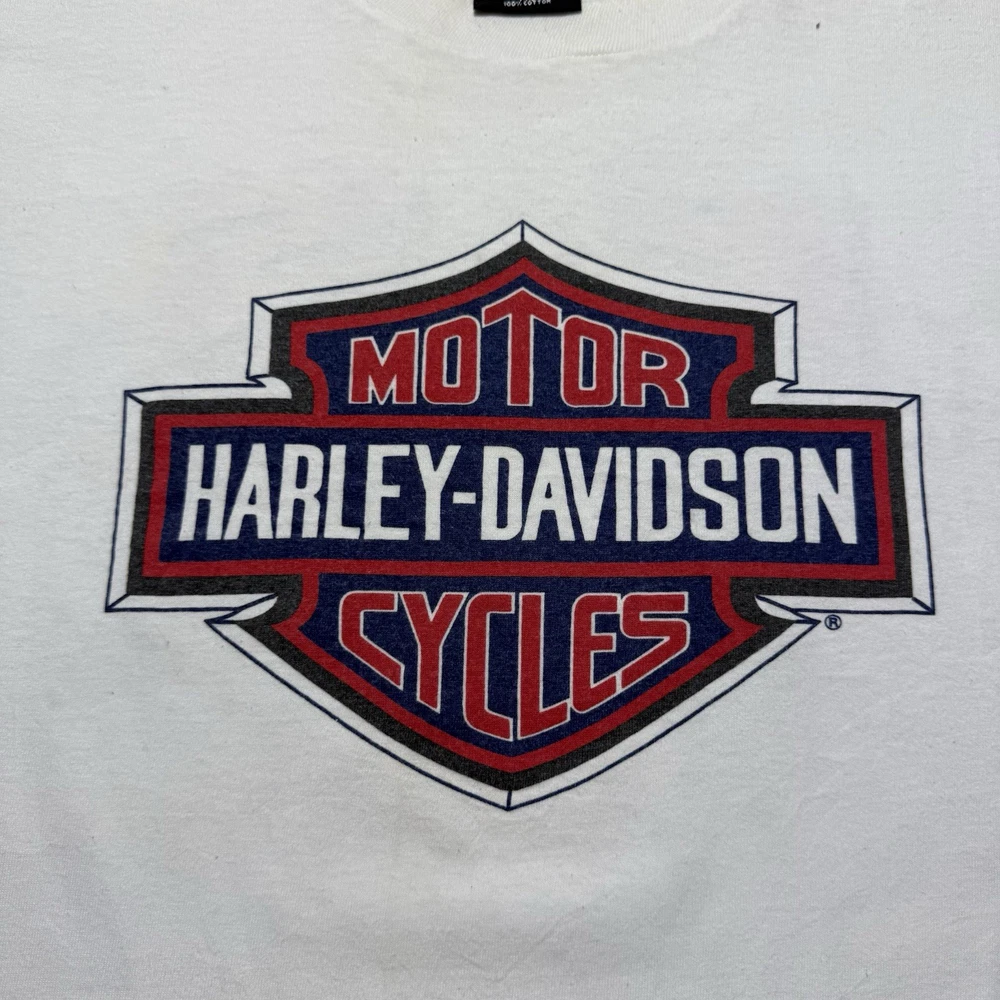 100% COTTON
MOTOR
HARLEY-DAVIDSON
CYCLES
®